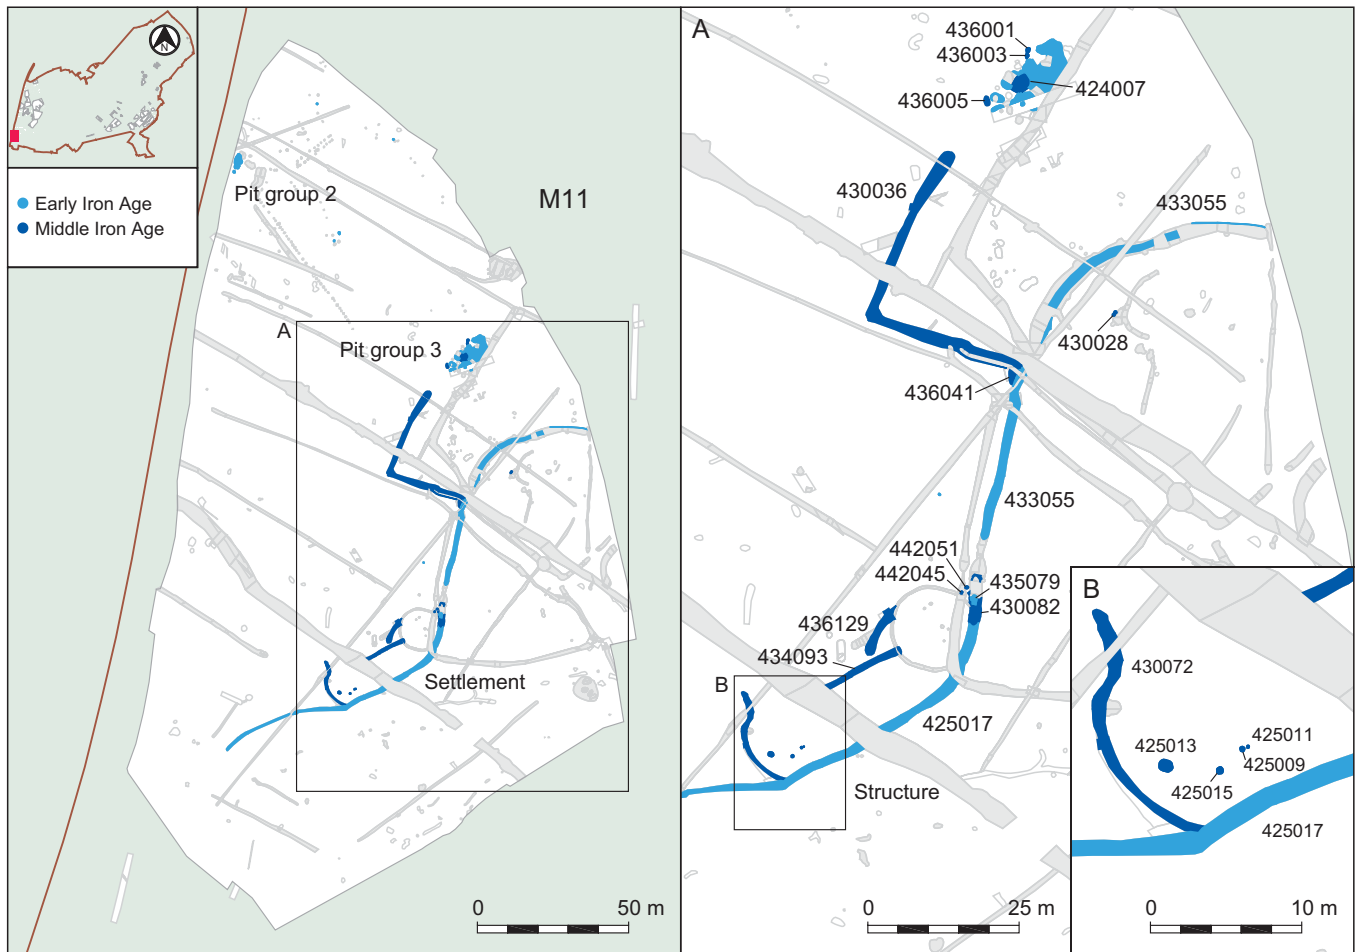 N
Early Iron Age
Middle Iron Age
Pit group 2
M11
A
Pit group 3
Settlement
0 50 m
A
436001
436003
436005
424007
430036
433055
430028
436041
433055
442051
442045
435079
430082
436129
434093
B
425017
Structure
0 25 m
B
430072
425013
425011
425009
425015
425017
0 10 m